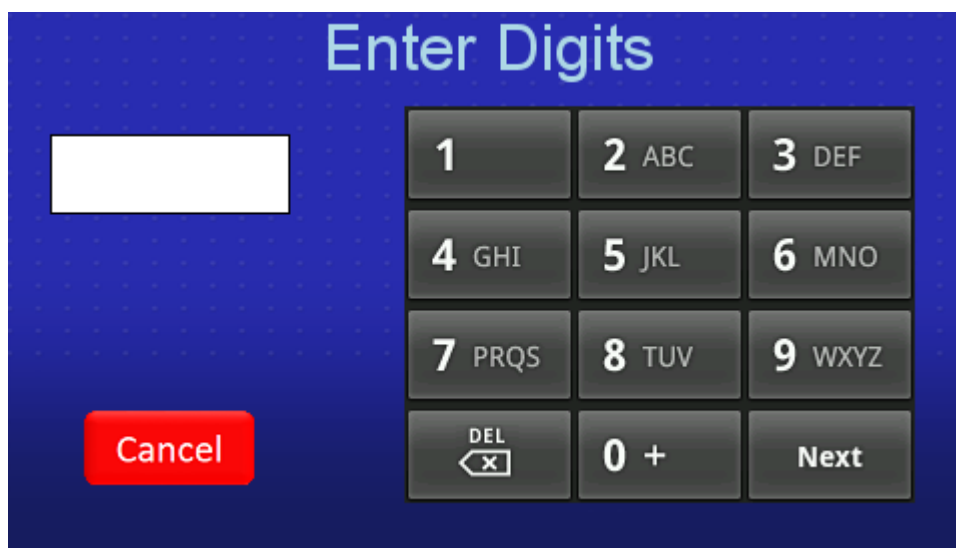 Enter Digits
1
2 ABC
3 DEF
4 GHI
5 JKL
6 MNO
7 PRQS
8 TUV
9 WXYZ
Cancel
DEL
0 +
Next